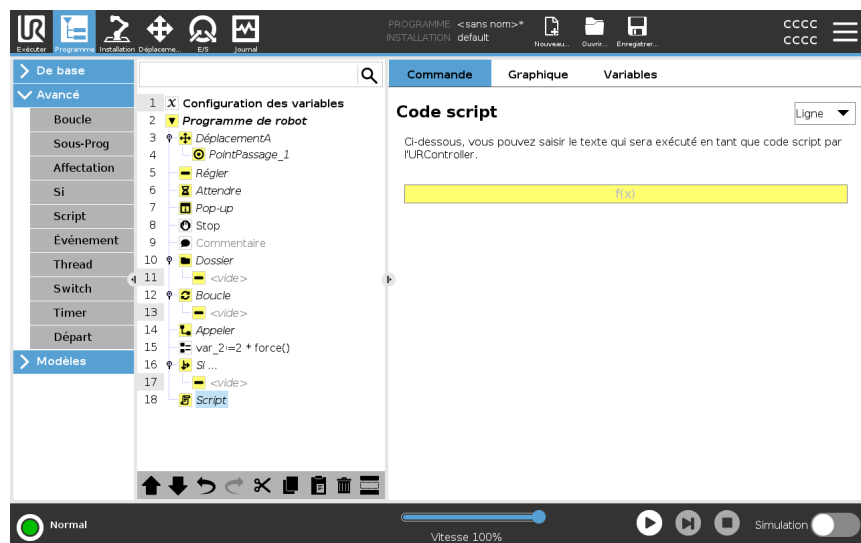 PROGRAMME <sans nom>*
INSTALLATION default
Nouveau...
Ouvrir...
Enregistrer...
CCCC
CCCC
Exécuter
Programme
Installation
Déplaceme...
E/S
Journal
De base
Avancé
Boucle
Sous-Prog
Affectation
Si
Script
Événement
Thread
Switch
Timer
Départ
Modèles
1 X Configuration des variables
2 Programme de robot
3 DéplacementA
4 PointPassage_1
5 Régler
6 Attendre
7 Pop-up
8 Stop
9 Commentaire
10 Dossier
11 <vide>
12 Boucle
13 <vide>
14 Appeler
15 var_2≔2 * force()
16 Si ...
17 <vide>
18 Script
Commande
Graphique
Variables
Code script
Ligne
Ci-dessous, vous pouvez saisir le texte qui sera exécuté en tant que code script par
l'URController.
f(x)
Normal
Vitesse 100%
Simulation